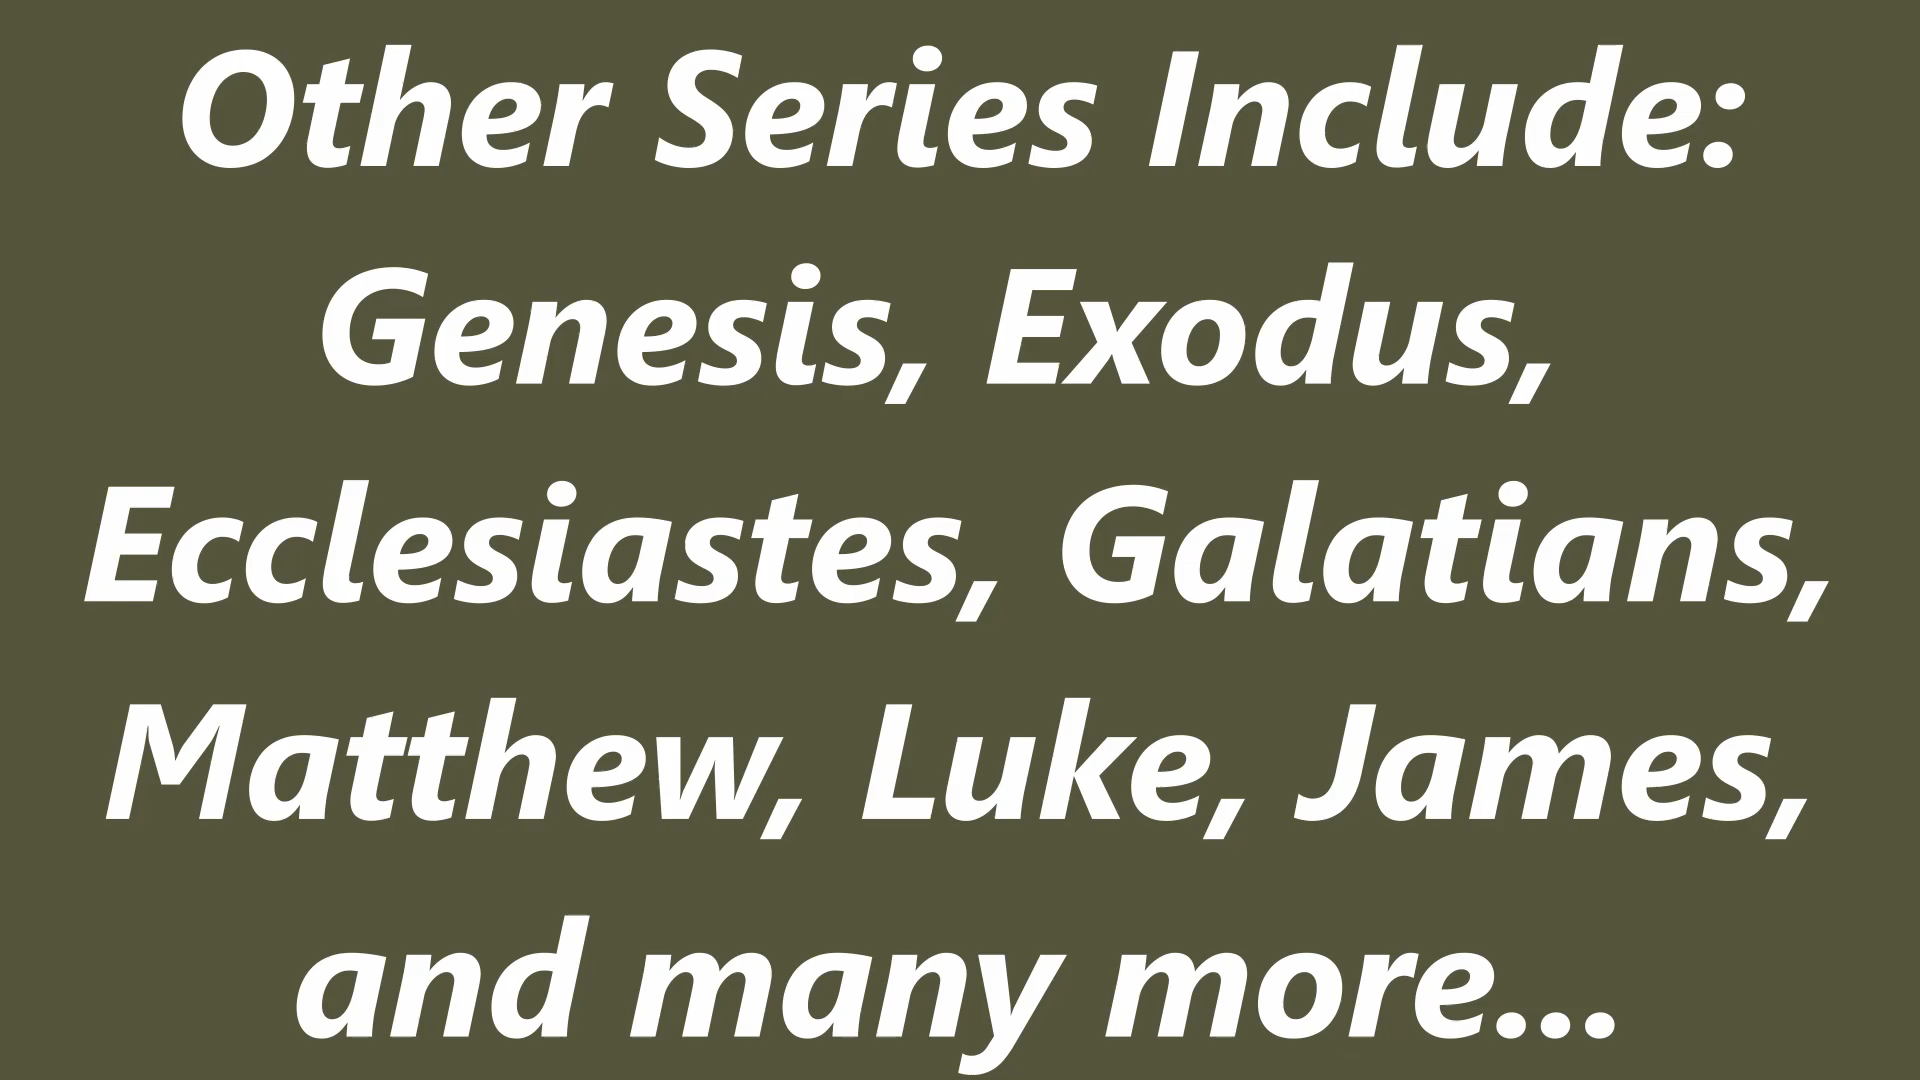 Other Series Include:
Genesis, Exodus,
Ecclesiastes, Galatians,
Matthew, Luke, James,
and many more...